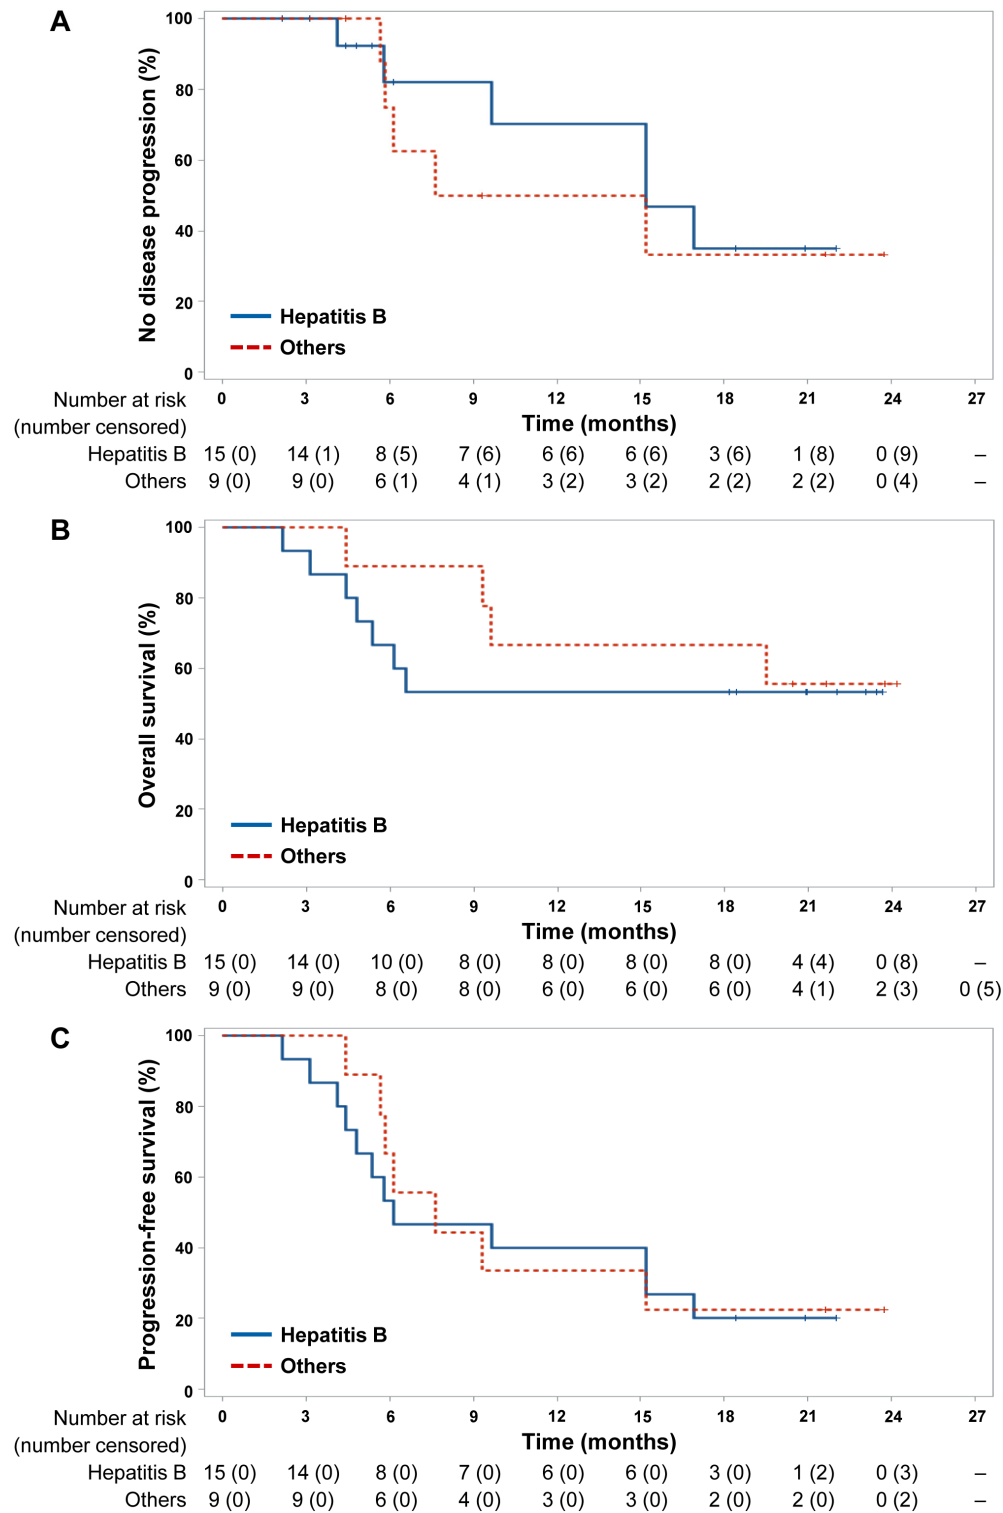 A
No disease progression (%)
100
80
60
40
20
0
Hepatitis B
Others
0 3 6 9 12 15 18 21 24 27
Time (months)
Number at risk
(number censored)
Hepatitis B 15 (0) 14 (1) 8 (5) 7 (6) 6 (6) 6 (6) 3 (6) 1 (8) 0 (9) –
Others 9 (0) 9 (0) 6 (1) 4 (1) 3 (2) 3 (2) 2 (2) 2 (2) 0 (4) –
B
Overall survival (%)
100
80
60
40
20
0
Hepatitis B
Others
0 3 6 9 12 15 18 21 24 27
Time (months)
Number at risk
(number censored)
Hepatitis B 15 (0) 14 (0) 10 (0) 8 (0) 8 (0) 8 (0) 8 (0) 4 (4) 0 (8) –
Others 9 (0) 9 (0) 8 (0) 8 (0) 6 (0) 6 (0) 6 (0) 4 (1) 2 (3) 0 (5)
C
Progression-free survival (%)
100
80
60
40
20
0
Hepatitis B
Others
0 3 6 9 12 15 18 21 24 27
Time (months)
Number at risk
(number censored)
Hepatitis B 15 (0) 14 (0) 8 (0) 7 (0) 6 (0) 6 (0) 3 (0) 1 (2) 0 (3) –
Others 9 (0) 9 (0) 6 (0) 4 (0) 3 (0) 3 (0) 2 (0) 2 (0) 0 (2) –